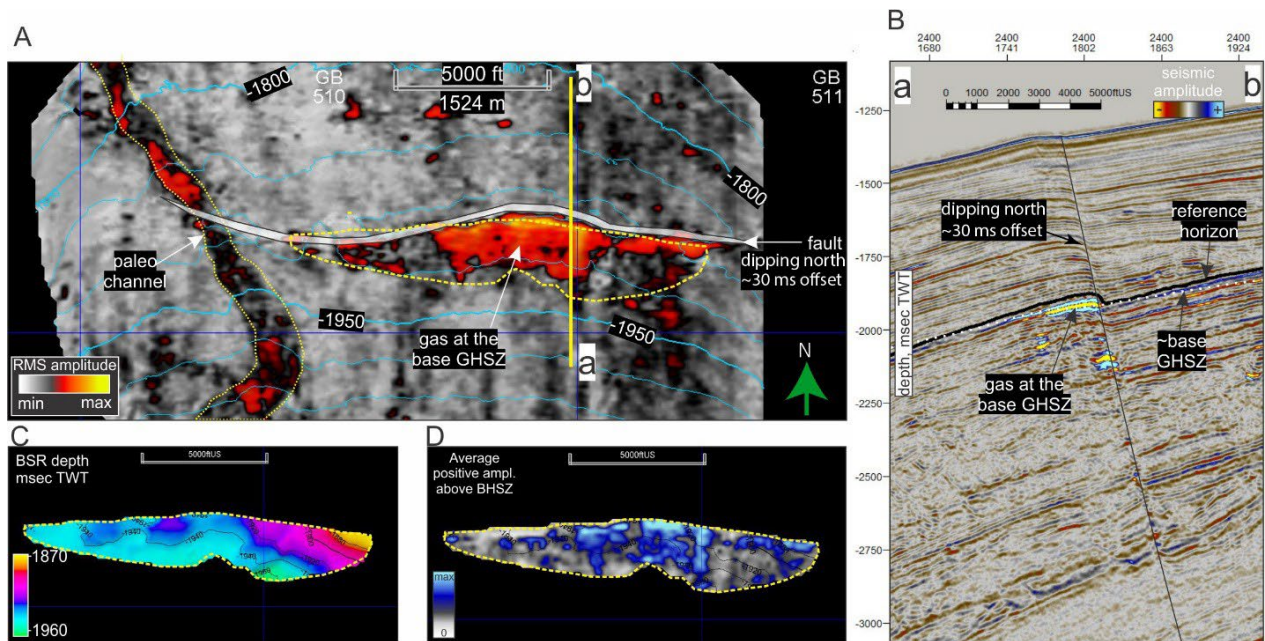 A
-1800
GB
510
5000 ft
1524 m
b
GB
511
-1800
paleo
channel
fault
dipping north
~30 ms offset
-1950
gas at the
base GHSZ
-1950
a
RMS amplitude
min max
N
B
2400 2400 2400 2400 2400
1680 1741 1802 1863 1924
a
b
seismic
amplitude
- +
0 1000 2000 3000 4000 5000ftUS
-1250
-1500
-1750
-2000
-2250
-2500
-2750
-3000
depth, msec TWT
dipping north
~30 ms offset
reference
horizon
gas at the
base GHSZ
~base
GHSZ
C
BSR depth
msec TWT
5000ftUS
-1870
-1960
-1940
D
Average
positive ampl.
above BHSZ
5000ftUS
max
0